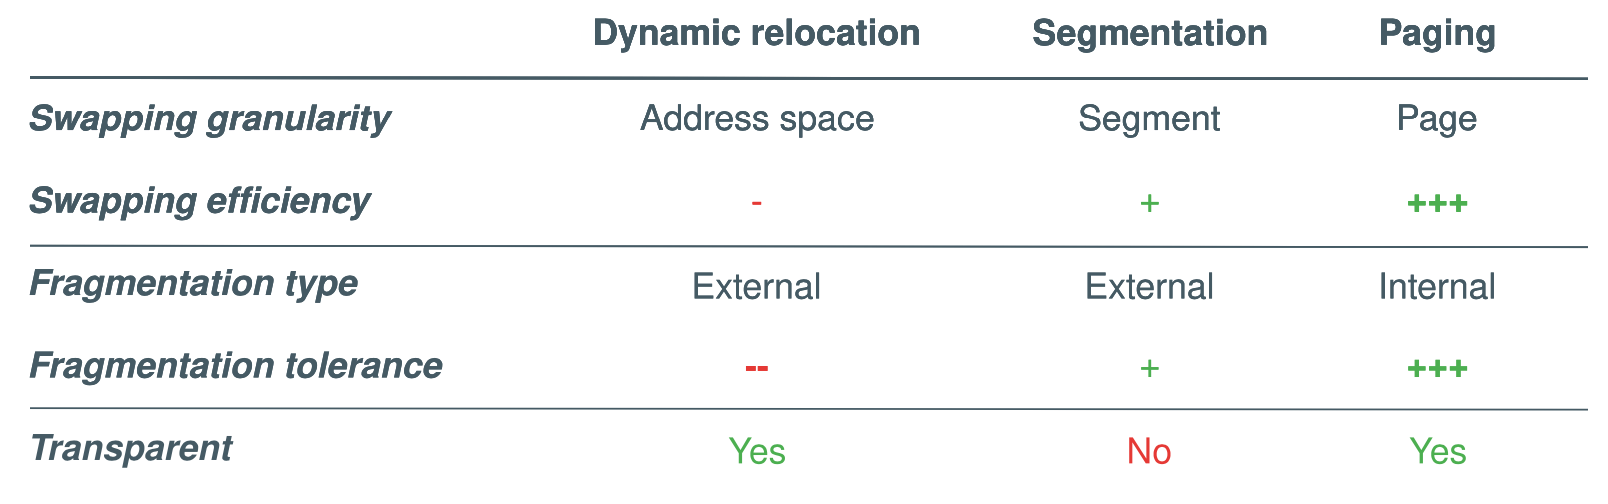 Dynamic relocation Segmentation Paging
Swapping granularity Address space Segment Page
Swapping efficiency - + +++
Fragmentation type External External Internal
Fragmentation tolerance -- + +++
Transparent Yes No Yes